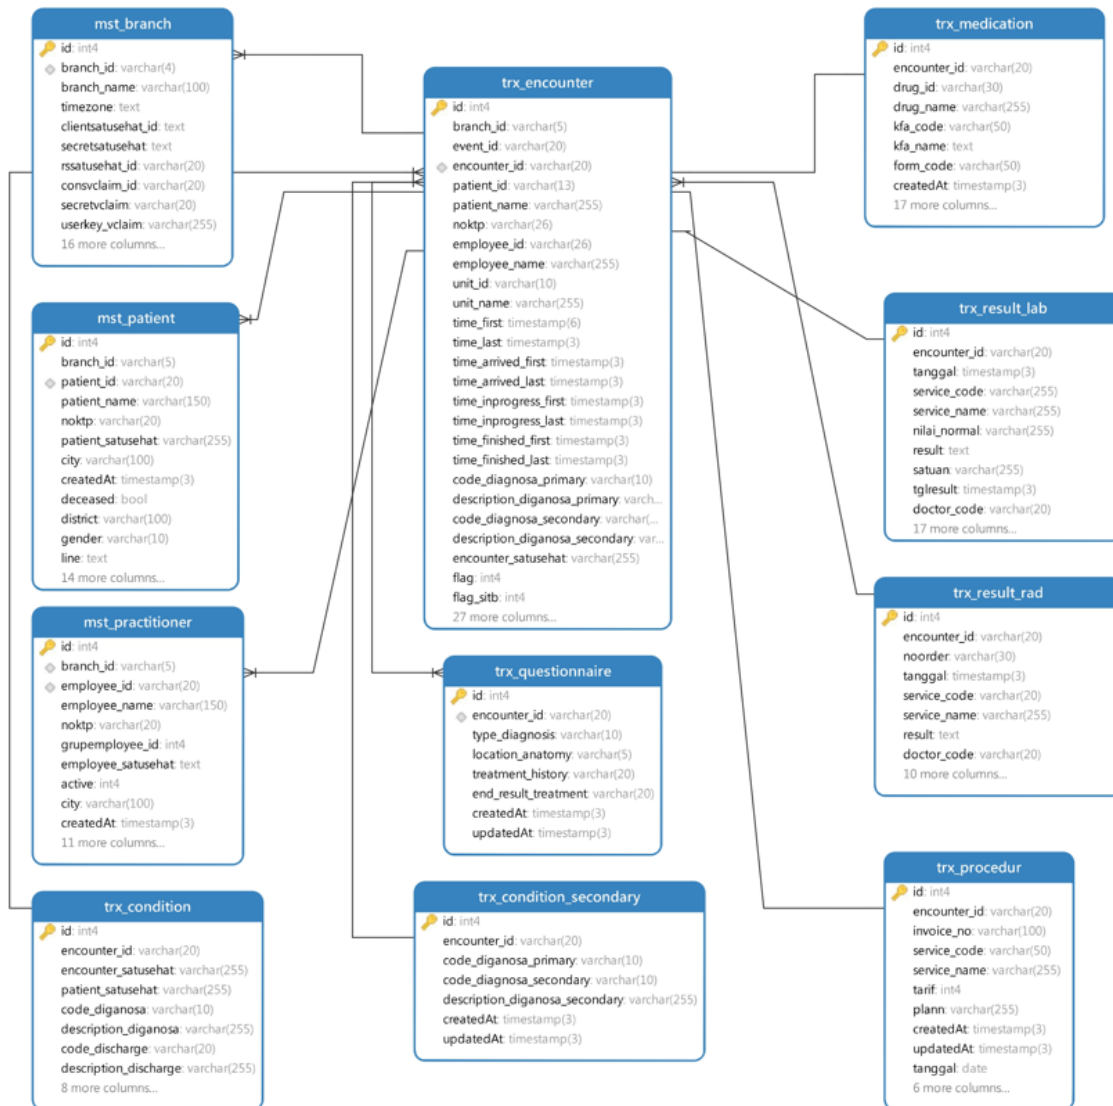 mst_branch
id: int4
branch_id: varchar(4)
branch_name: varchar(100)
timezone: text
clientsatusehat_id: text
secretsatusehat: text
rssatusehat_id: varchar(20)
consvclaim_id: varchar(20)
secretvclaim: varchar(20)
userkey_vclaim: varchar(255)
16 more columns...
mst_patient
id: int4
branch_id: varchar(5)
patient_id: varchar(20)
patient_name: varchar(150)
noktp: varchar(20)
patient_satusehat: varchar(255)
city: varchar(100)
createdAt: timestamp(3)
deceased: bool
district: varchar(100)
gender: varchar(10)
line: text
14 more columns...
mst_practitioner
id: int4
branch_id: varchar(5)
employee_id: varchar(20)
employee_name: varchar(150)
noktp: varchar(20)
grupemployee_id: int4
employee_satusehat: text
active: int4
city: varchar(100)
createdAt: timestamp(3)
11 more columns...
trx_condition
id: int4
encounter_id: varchar(20)
encounter_satusehat: varchar(255)
patient_satusehat: varchar(255)
code_diganosa: varchar(10)
description_diganosa: varchar(255)
code_discharge: varchar(20)
description_discharge: varchar(255)
8 more columns...
trx_encounter
id: int4
branch_id: varchar(5)
event_id: varchar(20)
encounter_id: varchar(20)
patient_id: varchar(13)
patient_name: varchar(255)
noktp: varchar(26)
employee_id: varchar(26)
employee_name: varchar(255)
unit_id: varchar(10)
unit_name: varchar(255)
time_first: timestamp(6)
time_last: timestamp(3)
time_arrived_first: timestamp(3)
time_arrived_last: timestamp(3)
time_inprogress_first: timestamp(3)
time_inprogress_last: timestamp(3)
time_finished_first: timestamp(3)
time_finished_last: timestamp(3)
code_diagnosa_primary: varchar(10)
description_diganosa_primary: varch...
code_diagnosa_secondary: varchar(...
description_diganosa_secondary: var...
encounter_satusehat: varchar(255)
flag: int4
flag_sitb: int4
27 more columns...
trx_questionnaire
id: int4
encounter_id: varchar(20)
type_diagnosis: varchar(10)
location_anatomy: varchar(5)
treatment_history: varchar(20)
end_result_treatment: varchar(20)
createdAt: timestamp(3)
updatedAt: timestamp(3)
trx_condition_secondary
id: int4
encounter_id: varchar(20)
code_diganosa_primary: varchar(10)
code_diagnosa_secondary: varchar(10)
description_diganosa_secondary: varchar(255)
createdAt: timestamp(3)
updatedAt: timestamp(3)
trx_medication
id: int4
encounter_id: varchar(20)
drug_id: varchar(30)
drug_name: varchar(255)
kfa_code: varchar(50)
kfa_name: text
form_code: varchar(50)
createdAt: timestamp(3)
17 more columns...
trx_result_lab
id: int4
encounter_id: varchar(20)
tanggal: timestamp(3)
service_code: varchar(255)
service_name: varchar(255)
nilai_normal: varchar(255)
result: text
satuan: varchar(255)
tglresult: timestamp(3)
doctor_code: varchar(20)
17 more columns...
trx_result_rad
id: int4
encounter_id: varchar(20)
noorder: varchar(30)
tanggal: timestamp(3)
service_code: varchar(20)
service_name: varchar(255)
result: text
doctor_code: varchar(20)
10 more columns...
trx_procedur
id: int4
encounter_id: varchar(20)
invoice_no: varchar(100)
service_code: varchar(50)
service_name: varchar(255)
tarif: int4
plann: varchar(255)
createdAt: timestamp(3)
updatedAt: timestamp(3)
tanggal: date
6 more columns...